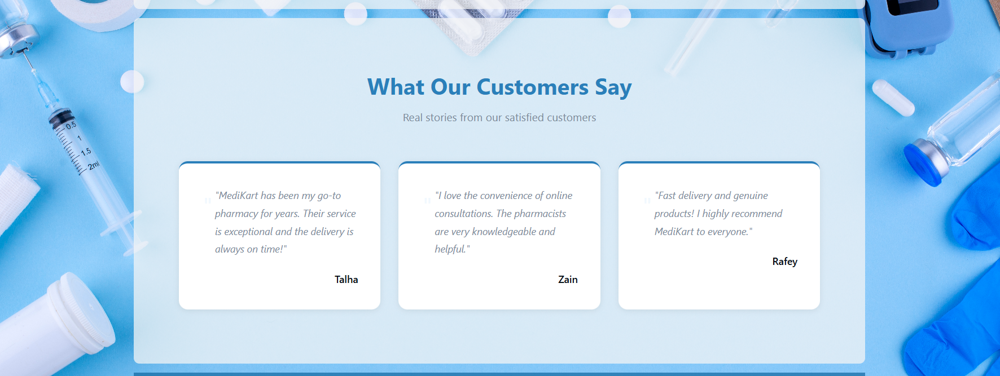 What Our Customers Say
Real stories from our satisfied customers
"MediKart has been my go-to
pharmacy for years. Their service
is exceptional and the delivery is
always on time!"
Talha
"I love the convenience of online
consultations. The pharmacists
are very knowledgeable and
helpful."
Zain
"Fast delivery and genuine
products! I highly recommend
MediKart to everyone."
Rafey
0.5
1
1.5
2ml